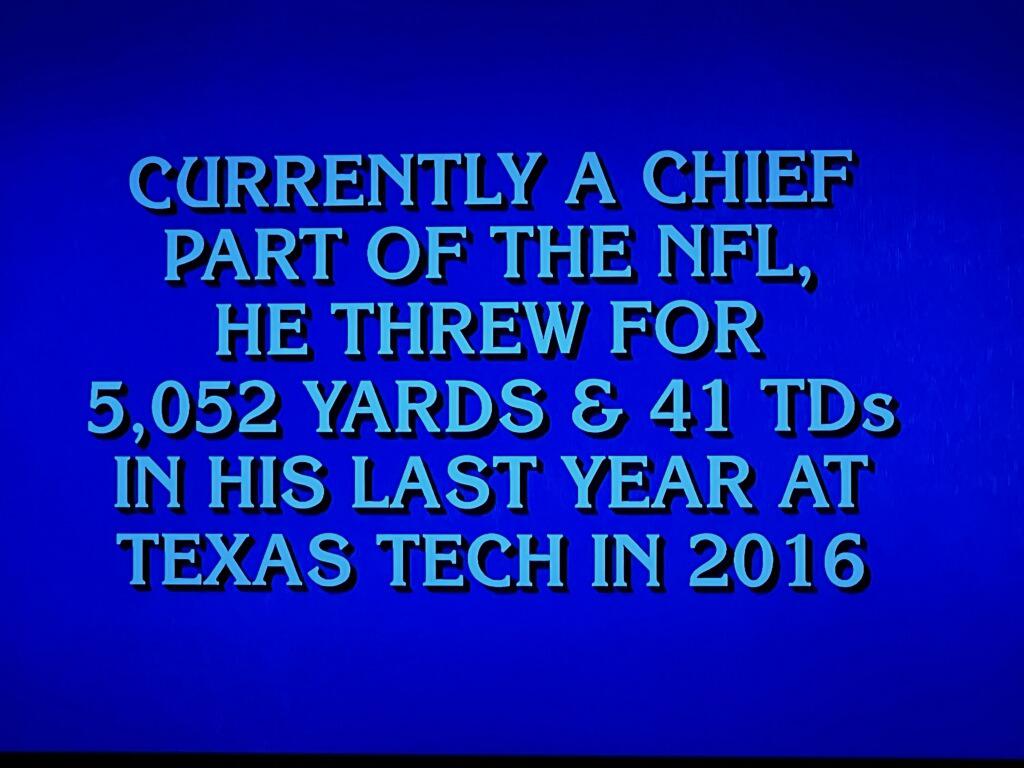 CURRENTLY A CHIEF
PART OF THE NFL,
HE THREW FOR
5,052 YARDS & 41 TDs
IN HIS LAST YEAR AT
TEXAS TECH IN 2016